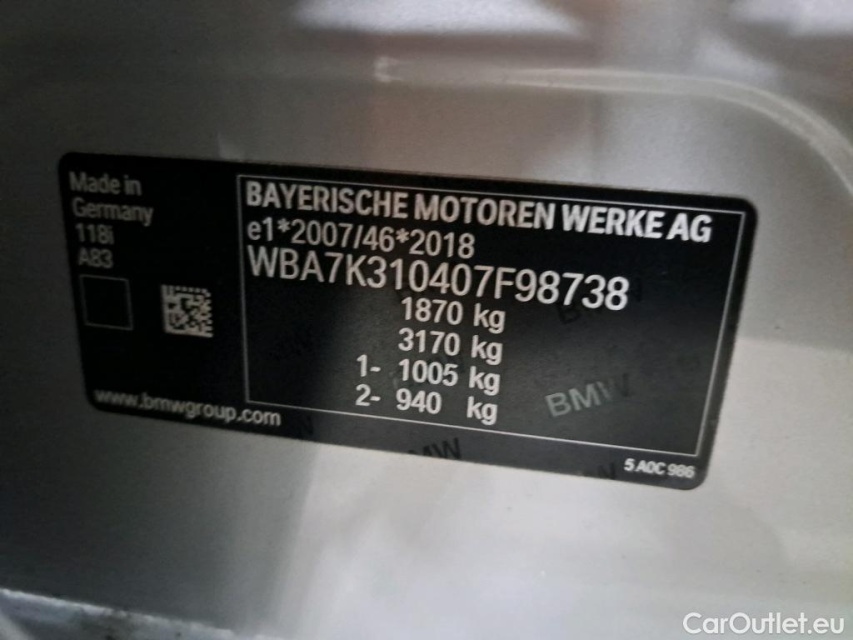 Made in
Germany
118i
A83
www.bmwgroup.com
BAYERISCHE MOTOREN WERKE AG
e1*2007/46*2018
WBA7K310407F98738
1870 kg
3170 kg
1- 1005 kg
2- 940 kg
BMW
MW
5 A0C 986
CarOutlet.eu